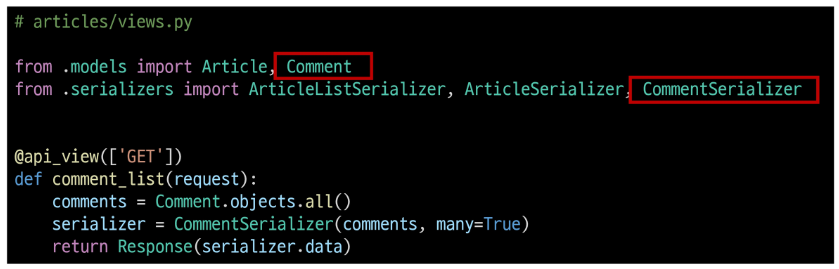 # articles/views.py
from .models import Article, Comment
from .serializers import ArticleListSerializer, ArticleSerializer, CommentSerializer
@api_view(['GET'])
def comment_list(request):
    comments = Comment.objects.all()
    serializer = CommentSerializer(comments, many=True)
    return Response(serializer.data)